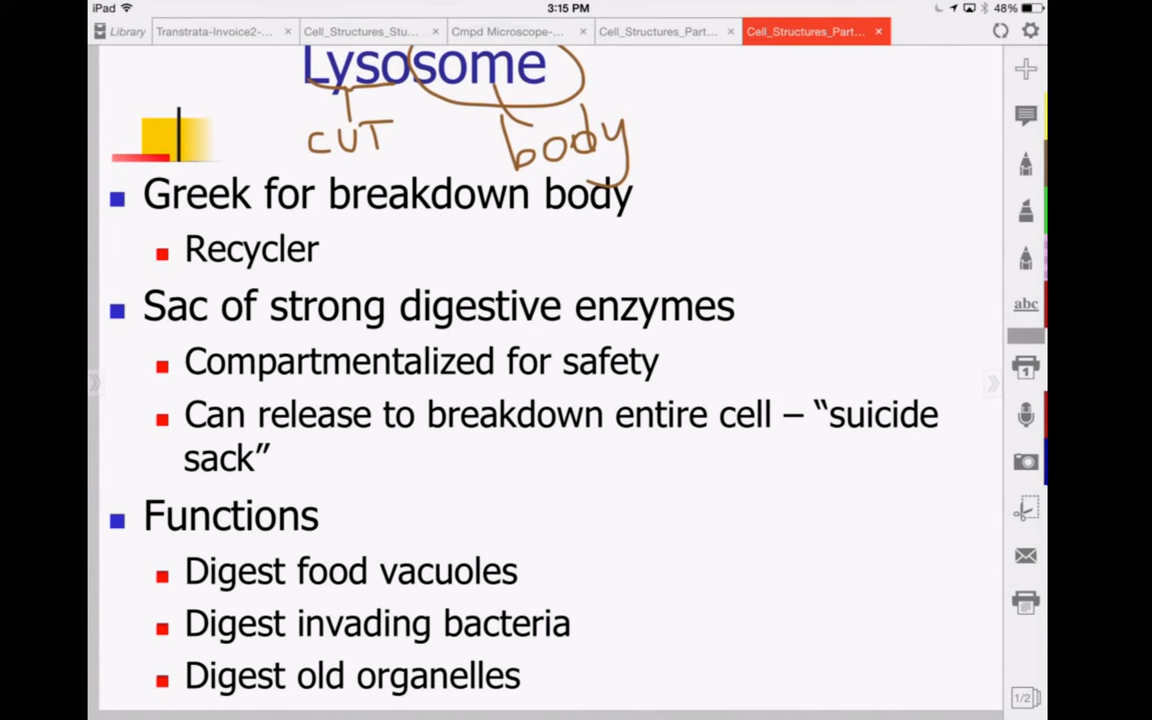 iPad 3:15 PM 48%
Library Transtrata-Invoice2-... Cell_Structures_Stu... Cmpd Microscope-... Cell_Structures_Part... Cell_Structures_Part...
Lysosome
CUT body
Greek for breakdown body
Recycler
Sac of strong digestive enzymes
Compartmentalized for safety
Can release to breakdown entire cell – “suicide
sack”
Functions
Digest food vacuoles
Digest invading bacteria
Digest old organelles
abc
1
1/2